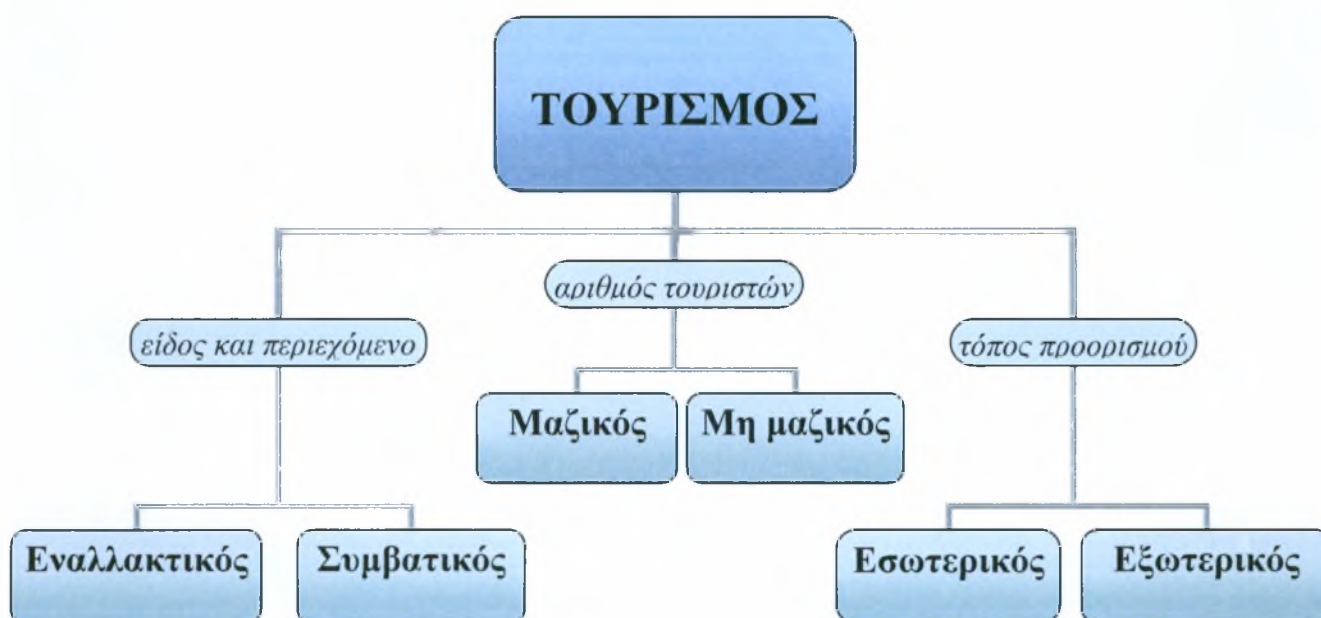 ΤΟΥΡΙΣΜΟΣ
αριθμός τουριστών
είδος και περιεχόμενο
τόπος προορισμού
Μαζικός
Μη μαζικός
Εναλλακτικός
Συμβατικός
Εσωτερικός
Εξωτερικός